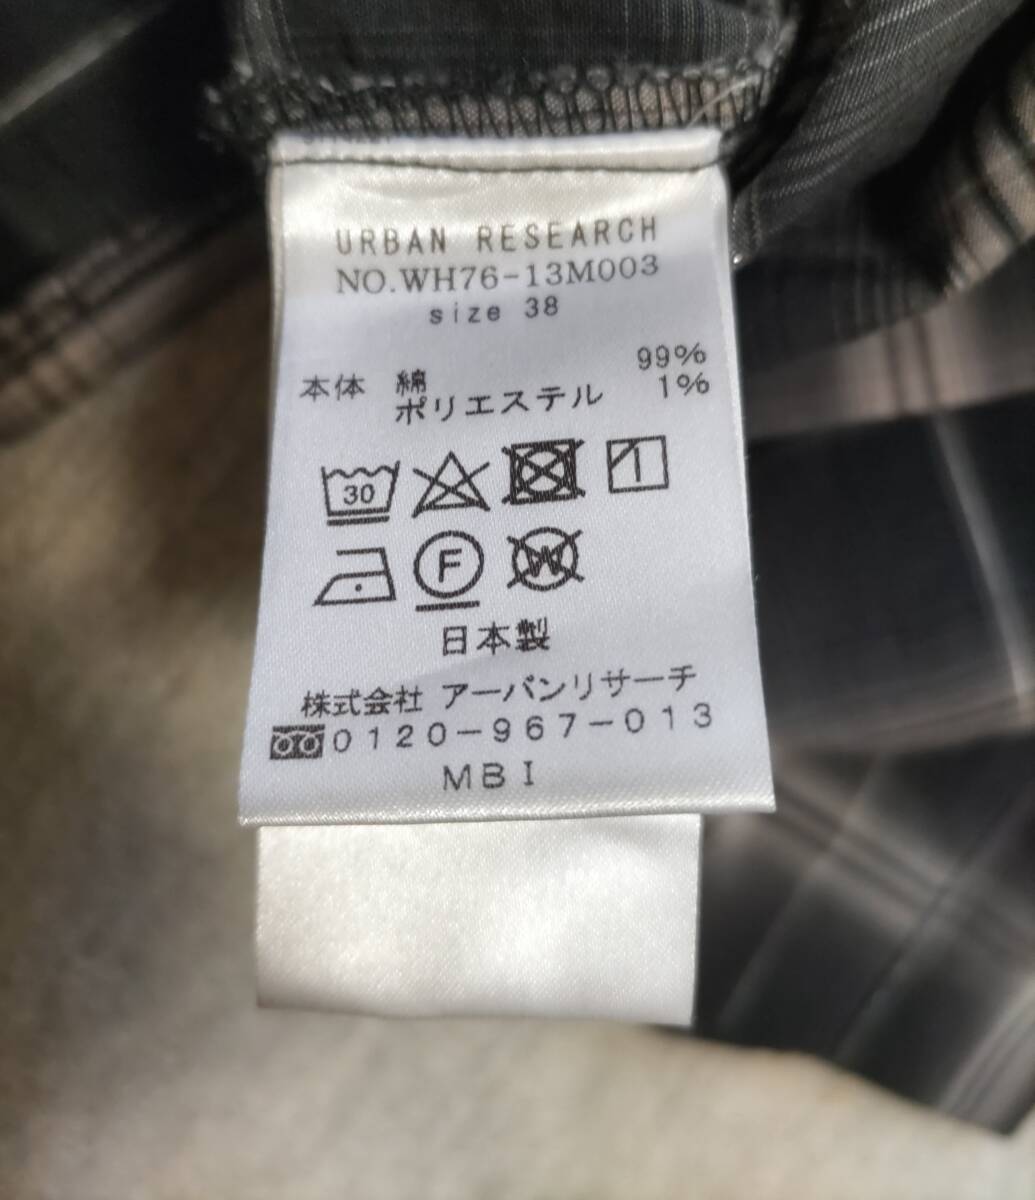 URBAN RESEARCH
NO.WH76-13M003
size 38
本体 綿 99%
ポリエステル 1%
30
F
W
日本製
株式会社 アーバンリサーチ
0120-967-013
MBI